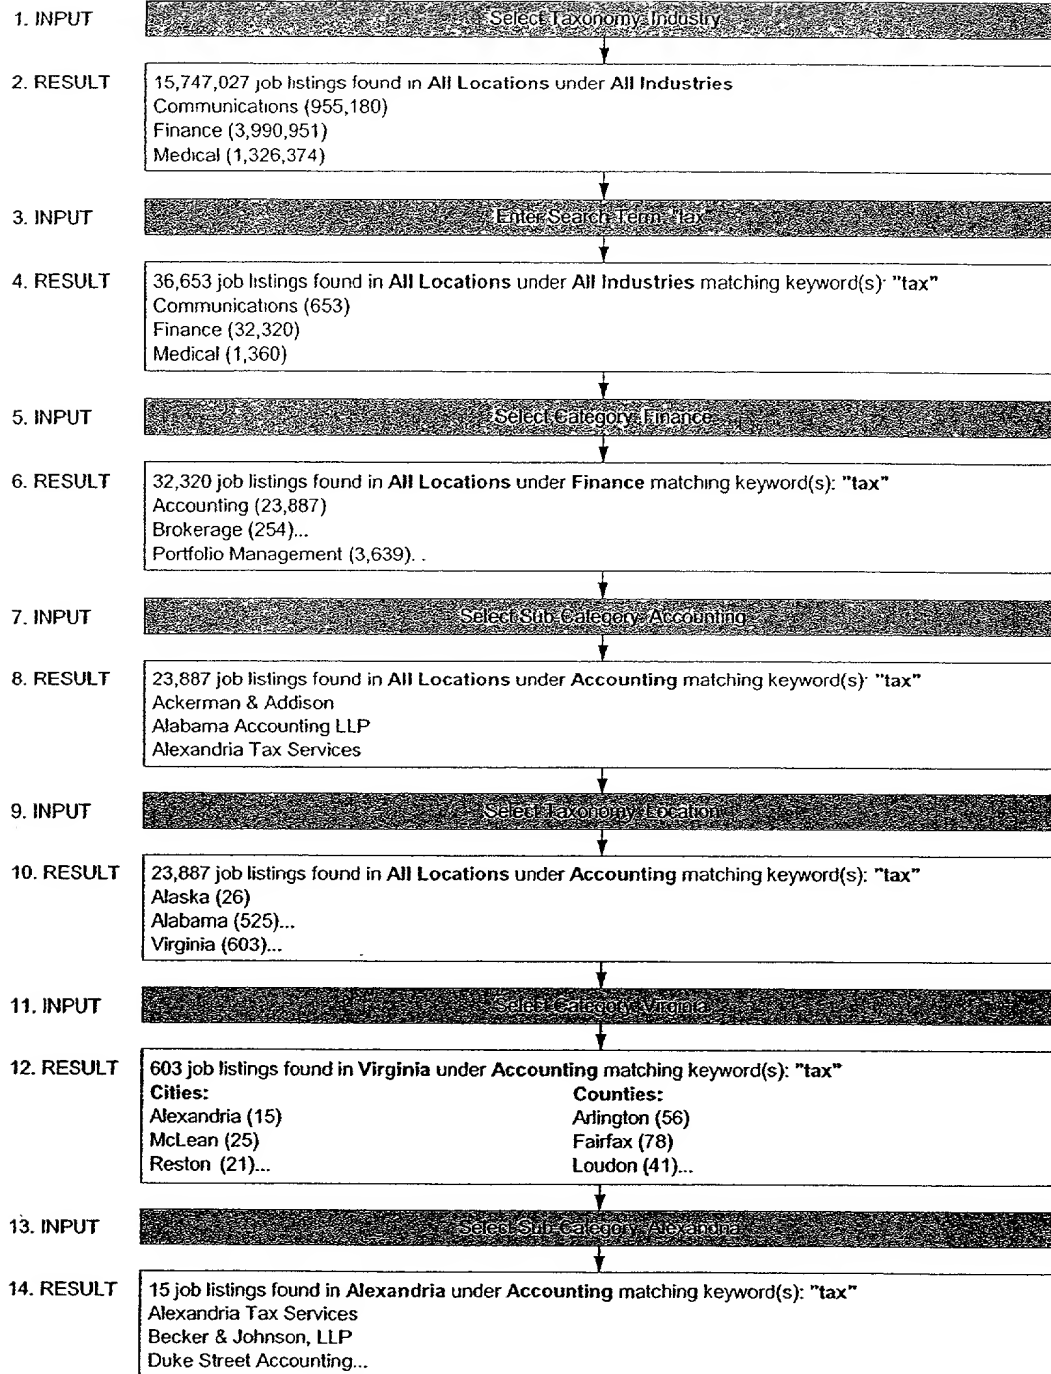 1. INPUT
Select Taxonomy: Industry
2. RESULT
15,747,027 job listings found in All Locations under All Industries
Communications (955,180)
Finance (3,990,951)
Medical (1,326,374)
3. INPUT
Enter Search Term: "tax"
4. RESULT
36,653 job listings found in All Locations under All Industries matching keyword(s): "tax"
Communications (653)
Finance (32,320)
Medical (1,360)
5. INPUT
Select Category: Finance
6. RESULT
32,320 job listings found in All Locations under Finance matching keyword(s): "tax"
Accounting (23,887)
Brokerage (254)...
Portfolio Management (3,639)...
7. INPUT
Select Sub-Category: Accounting
8. RESULT
23,887 job listings found in All Locations under Accounting matching keyword(s): "tax"
Ackerman & Addison
Alabama Accounting LLP
Alexandria Tax Services
9. INPUT
Select Taxonomy: Location
10. RESULT
23,887 job listings found in All Locations under Accounting matching keyword(s): "tax"
Alaska (26)
Alabama (525)...
Virginia (603)...
11. INPUT
Select Category: Virginia
12. RESULT
603 job listings found in Virginia under Accounting matching keyword(s): "tax"
Cities: Counties:
Alexandria (15) Arlington (56)
McLean (25) Fairfax (78)
Reston (21)... Loudon (41)...
13. INPUT
Select Sub-Category: Alexandria
14. RESULT
15 job listings found in Alexandria under Accounting matching keyword(s): "tax"
Alexandria Tax Services
Becker & Johnson, LLP
Duke Street Accounting...